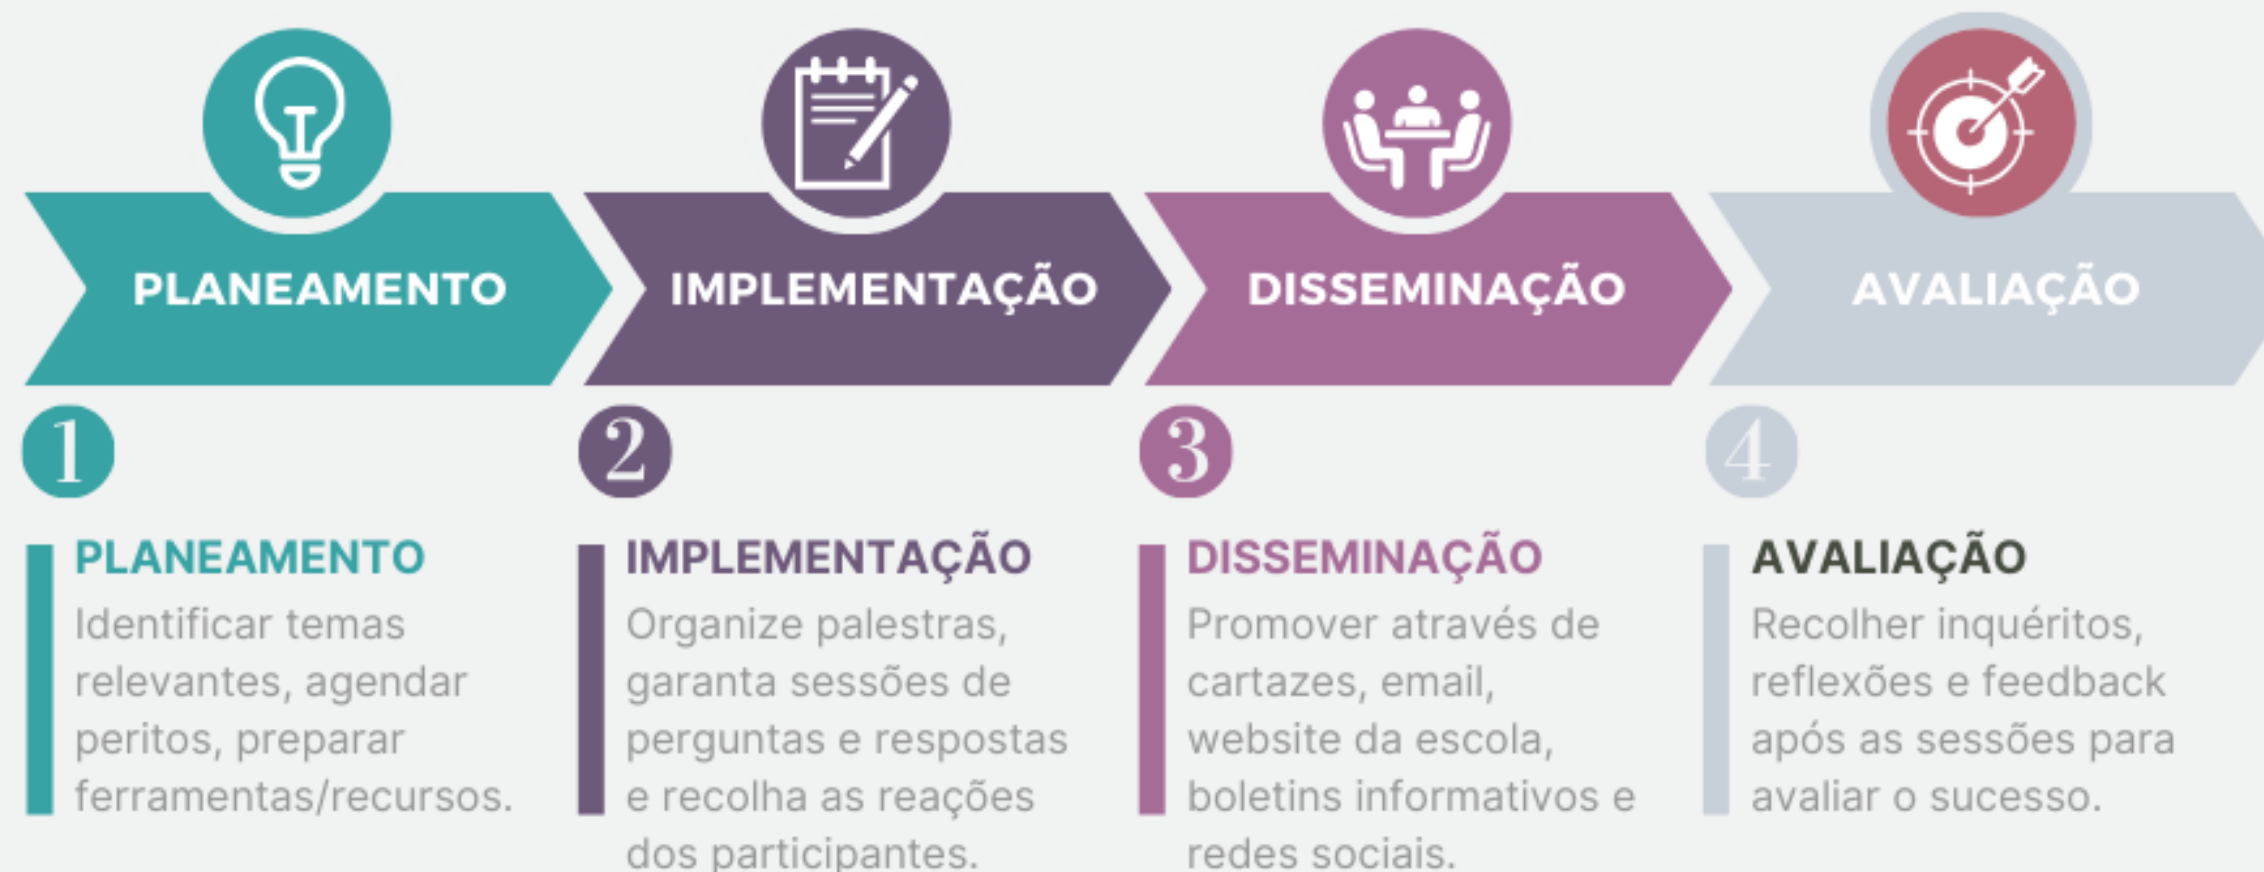 PLANEAMENTO
IMPLEMENTAÇÃO
DISSEMINAÇÃO
AVALIAÇÃO
1
PLANEAMENTO
Identificar temas
relevantes, agendar
peritos, preparar
ferramentas/recursos.
2
IMPLEMENTAÇÃO
Organize palestras,
garanta sessões de
perguntas e respostas
e recolha as reações
dos participantes.
3
DISSEMINAÇÃO
Promover através de
cartazes, email,
website da escola,
boletins informativos e
redes sociais.
4
AVALIAÇÃO
Recolher inquéritos,
reflexões e feedback
após as sessões para
avaliar o sucesso.